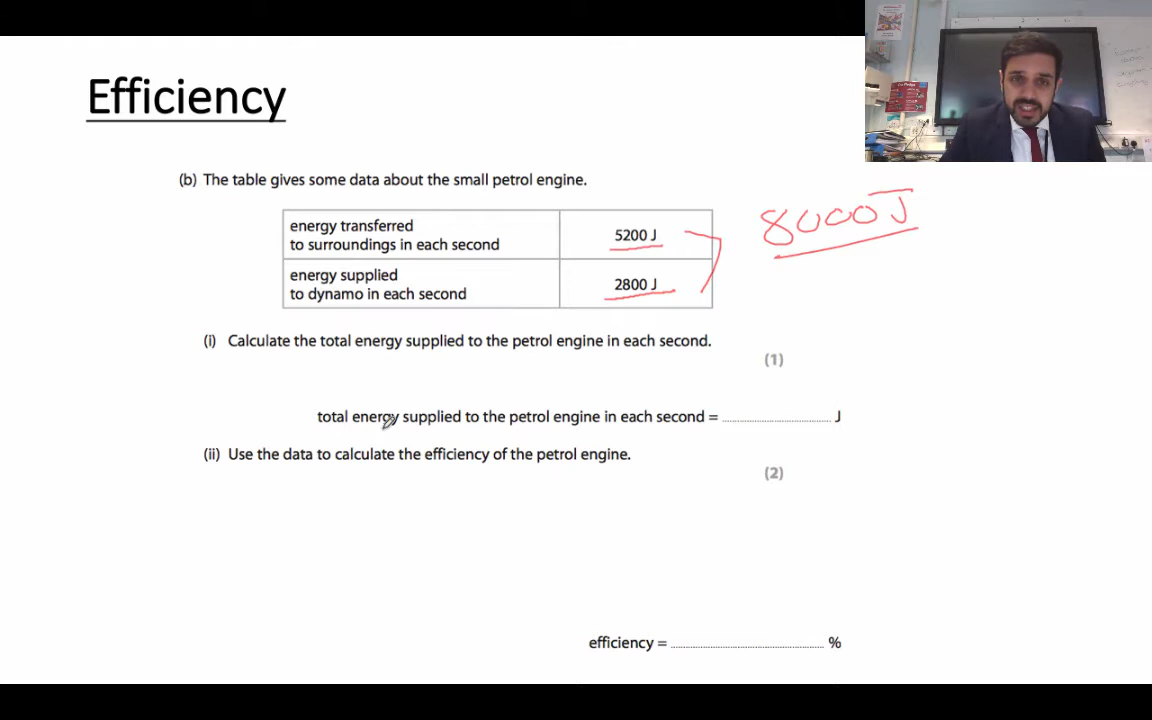 Efficiency
(b) The table gives some data about the small petrol engine.
energy transferred
to surroundings in each second
5200 J
8000J
energy supplied
to dynamo in each second
2800 J
(i) Calculate the total energy supplied to the petrol engine in each second.
(1)
total energy supplied to the petrol engine in each second = .............................. J
(ii) Use the data to calculate the efficiency of the petrol engine.
(2)
efficiency = .......................................... %